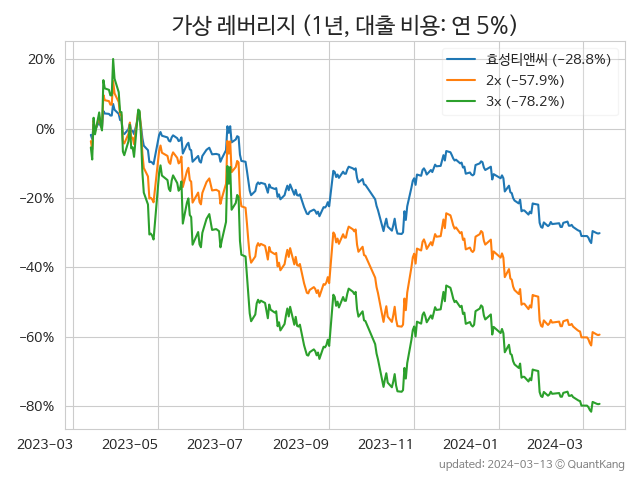 가상 레버리지 (1년, 대출 비용: 연 5%)
효성티앤씨 (−28.8%)
2x (−57.9%)
3x (−78.2%)
20%
0%
−20%
−40%
−60%
−80%
2023-03 2023-05 2023-07 2023-09 2023-11 2024-01 2024-03
updated: 2024-03-13 © QuantKang